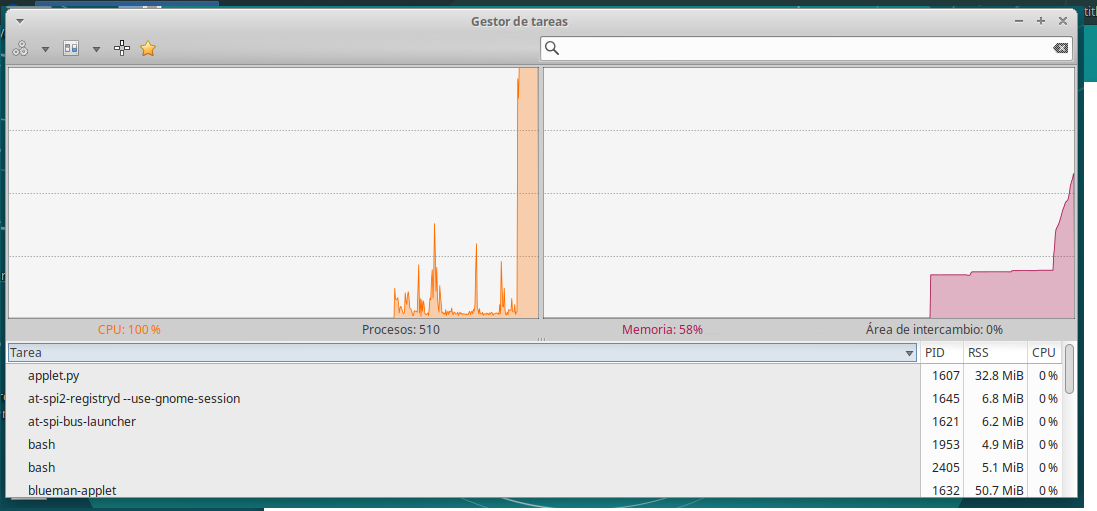 Gestor de tareas
CPU: 100 % Procesos: 510 Memoria: 58% Área de intercambio: 0%
Tarea PID RSS CPU
applet.py 1607 32.8 MiB 0 %
at-spi2-registryd --use-gnome-session 1645 6.8 MiB 0 %
at-spi-bus-launcher 1621 6.2 MiB 0 %
bash 1953 4.9 MiB 0 %
bash 2405 5.1 MiB 0 %
blueman-applet 1632 50.7 MiB 0 %